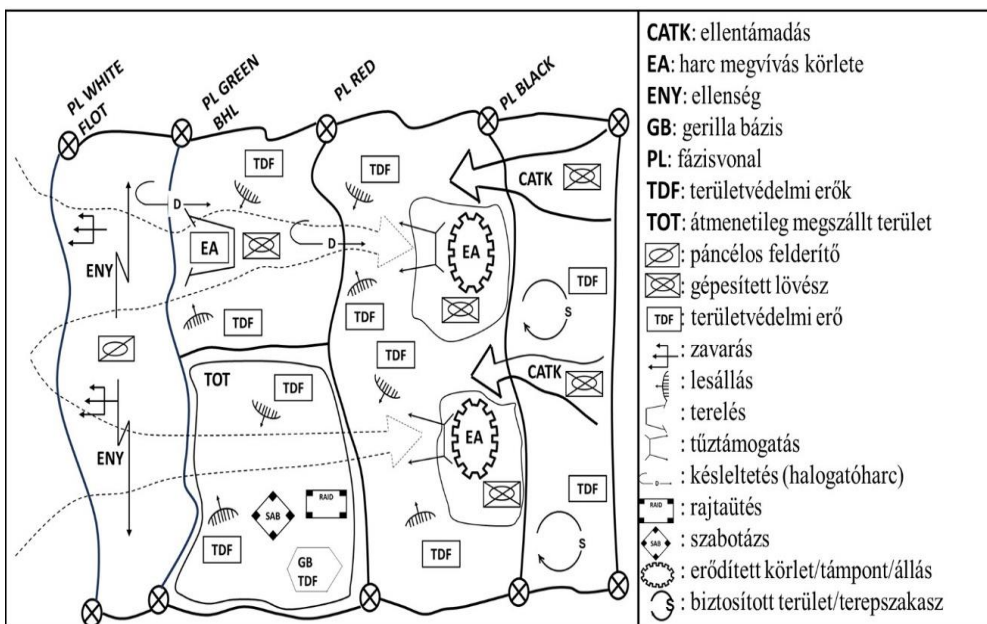 PL WHITE
FLOT
PL GREEN
BHL
PL RED
PL BLACK
TDF
TDF
CATK
D
EA
D
EA
ENY
TDF
S
TDF
TDF
TDF
CATK
TOT
TDF
EA
ENY
RAID
SAB
TDF
TDF
TDF
S
GB
TDF
CATK: ellentámadás
EA: harc megvívás körlete
ENY: ellenség
GB: gerilla bázis
PL: fázisvonal
TDF: területvédelmi erők
TOT: átmenetileg megszállt terület
: páncélos felderítő
: gépesített lövész
TDF : területvédelmi erő
: zavarás
: lesállás
: terelés
: tűztámogatás
D : késleltetés (halogatóharc)
RAID : rajtaütés
SAB : szabotázs
: erődített körlet/támpont/állás
S : biztosított terület/terepszakasz